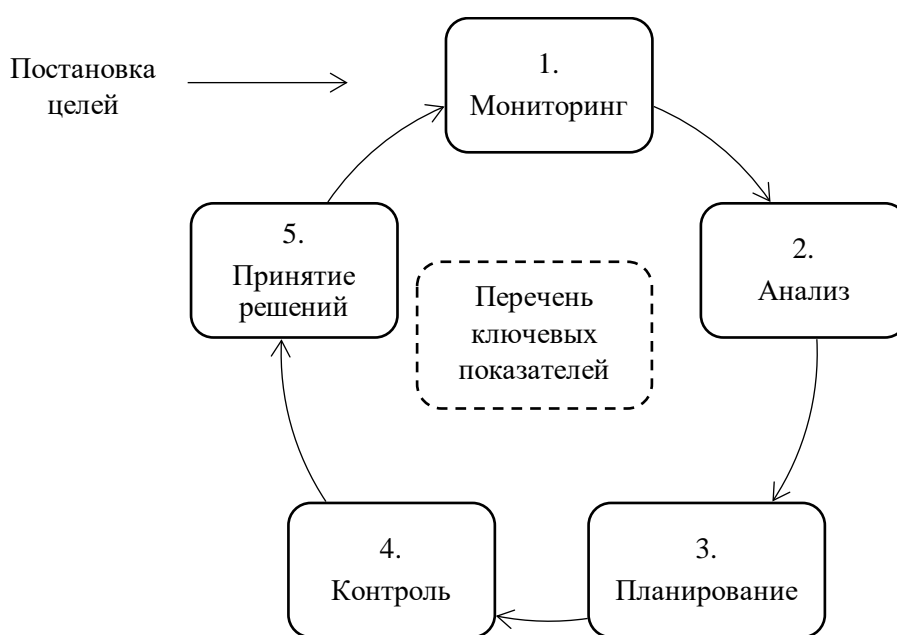 Постановка
целей
1.
Мониторинг
2.
Анализ
3.
Планирование
4.
Контроль
5.
Принятие
решений
Перечень
ключевых
показателей